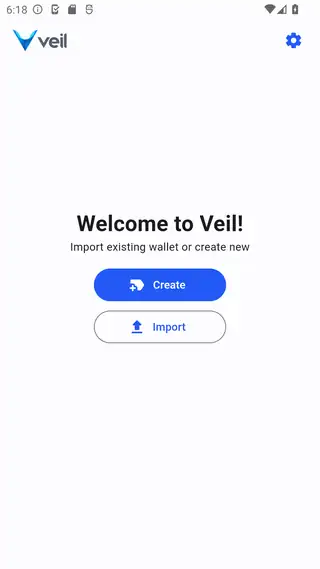 6:18
veil
Welcome to Veil!
Import existing wallet or create new
Create
Import